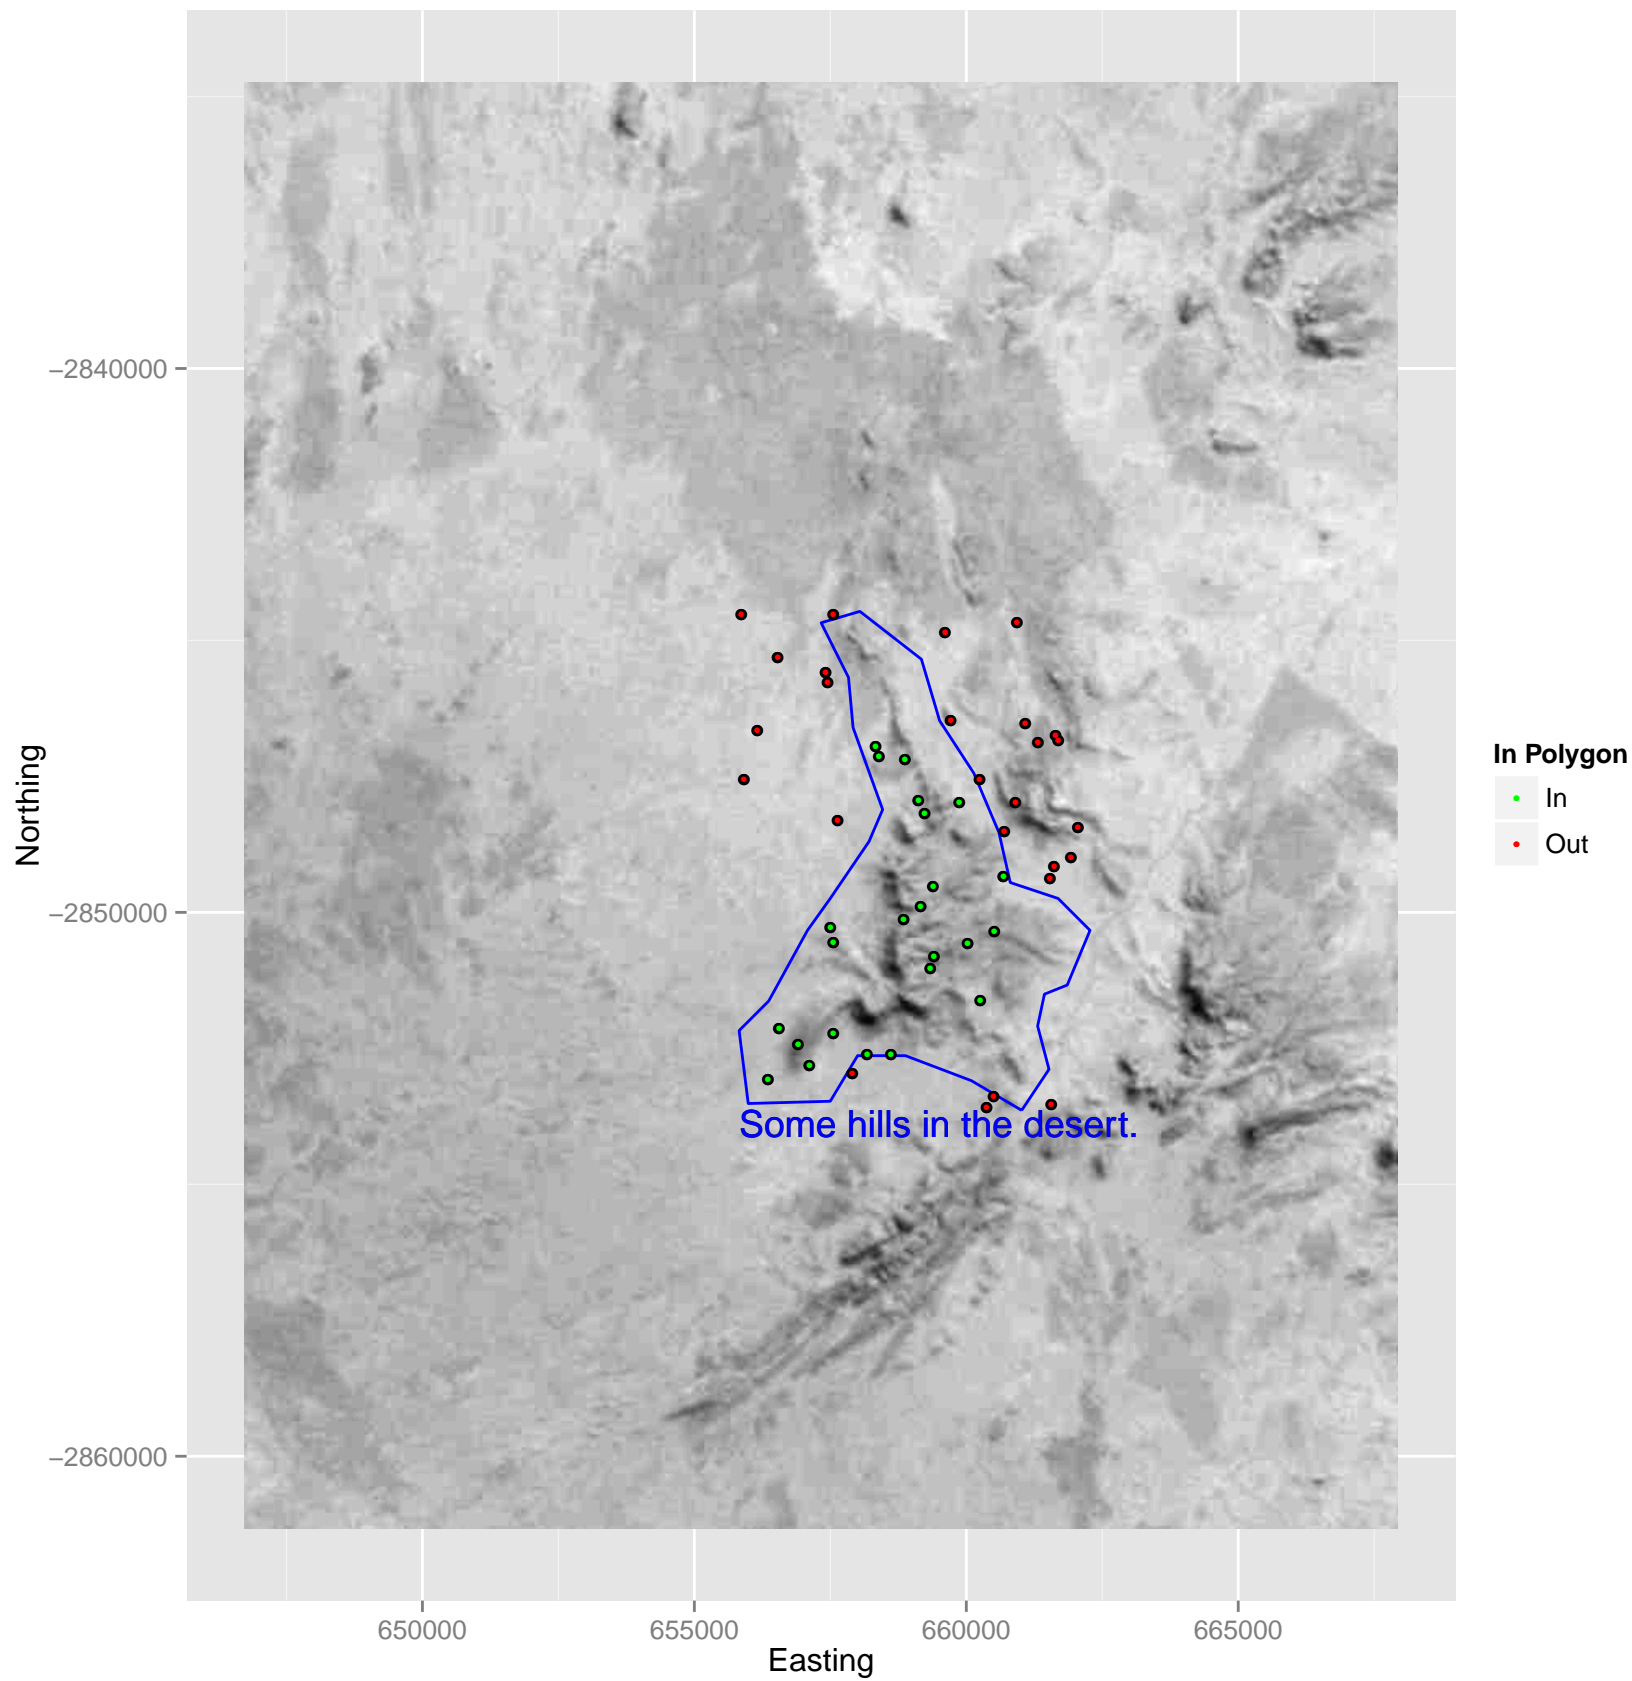 −2840000
−2850000
−2860000
Northing
Some hills in the desert.
650000 655000 660000 665000
Easting
In Polygon
In
Out